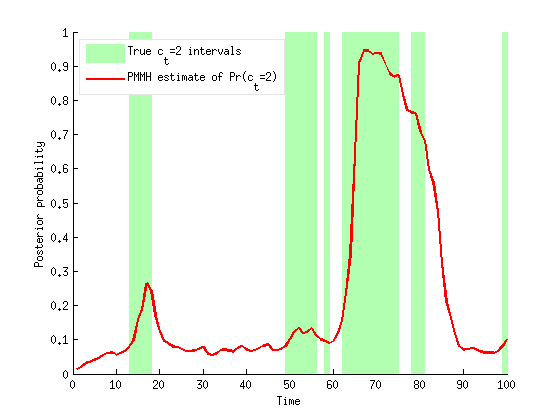 True c_t=2 intervals
PMMH estimate of Pr(c_t=2)
Posterior probability
1
0.9
0.8
0.7
0.6
0.5
0.4
0.3
0.2
0.1
0
0 10 20 30 40 50 60 70 80 90 100
Time